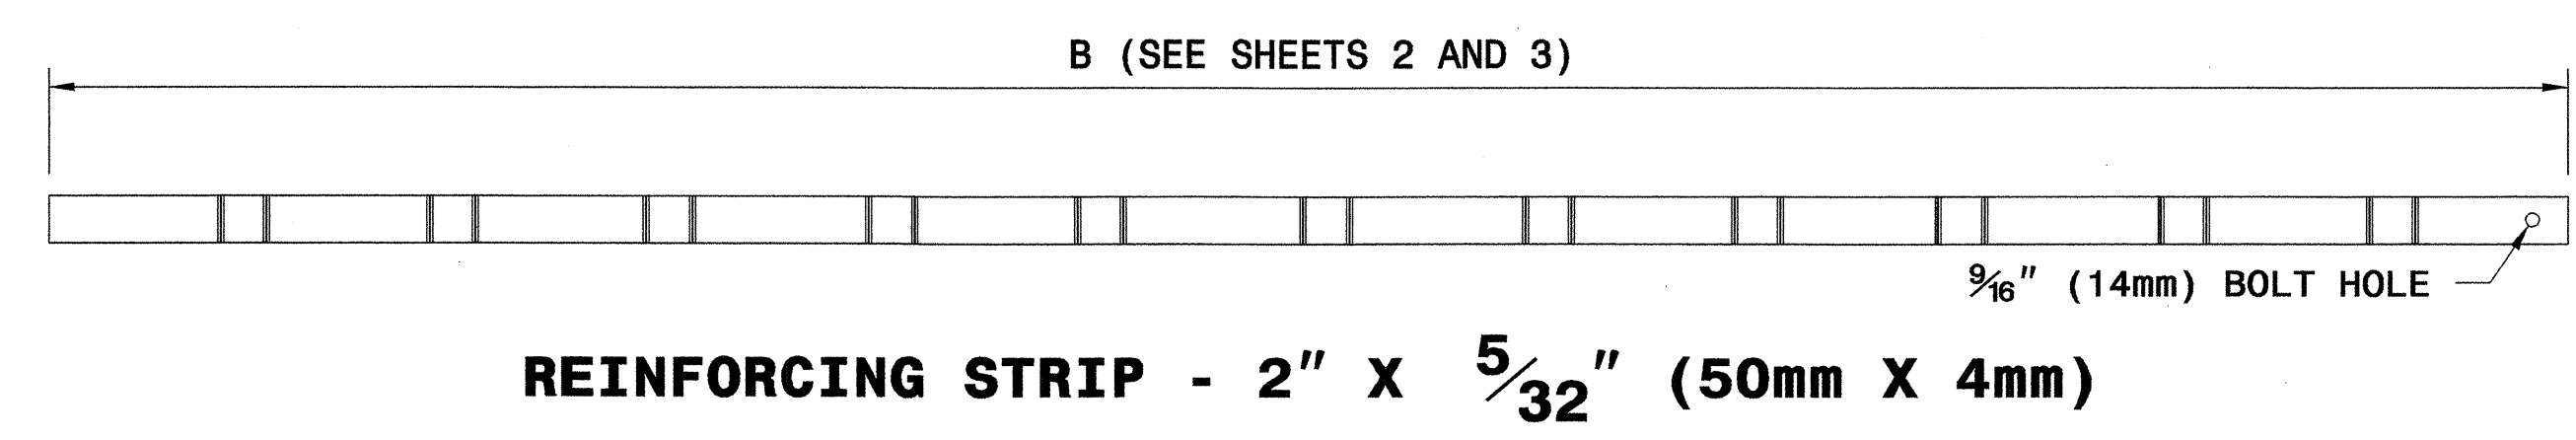 B (SEE SHEETS 2 AND 3)
9/16" (14mm) BOLT HOLE
REINFORCING STRIP - 2" X 5/32" (50mm X 4mm)